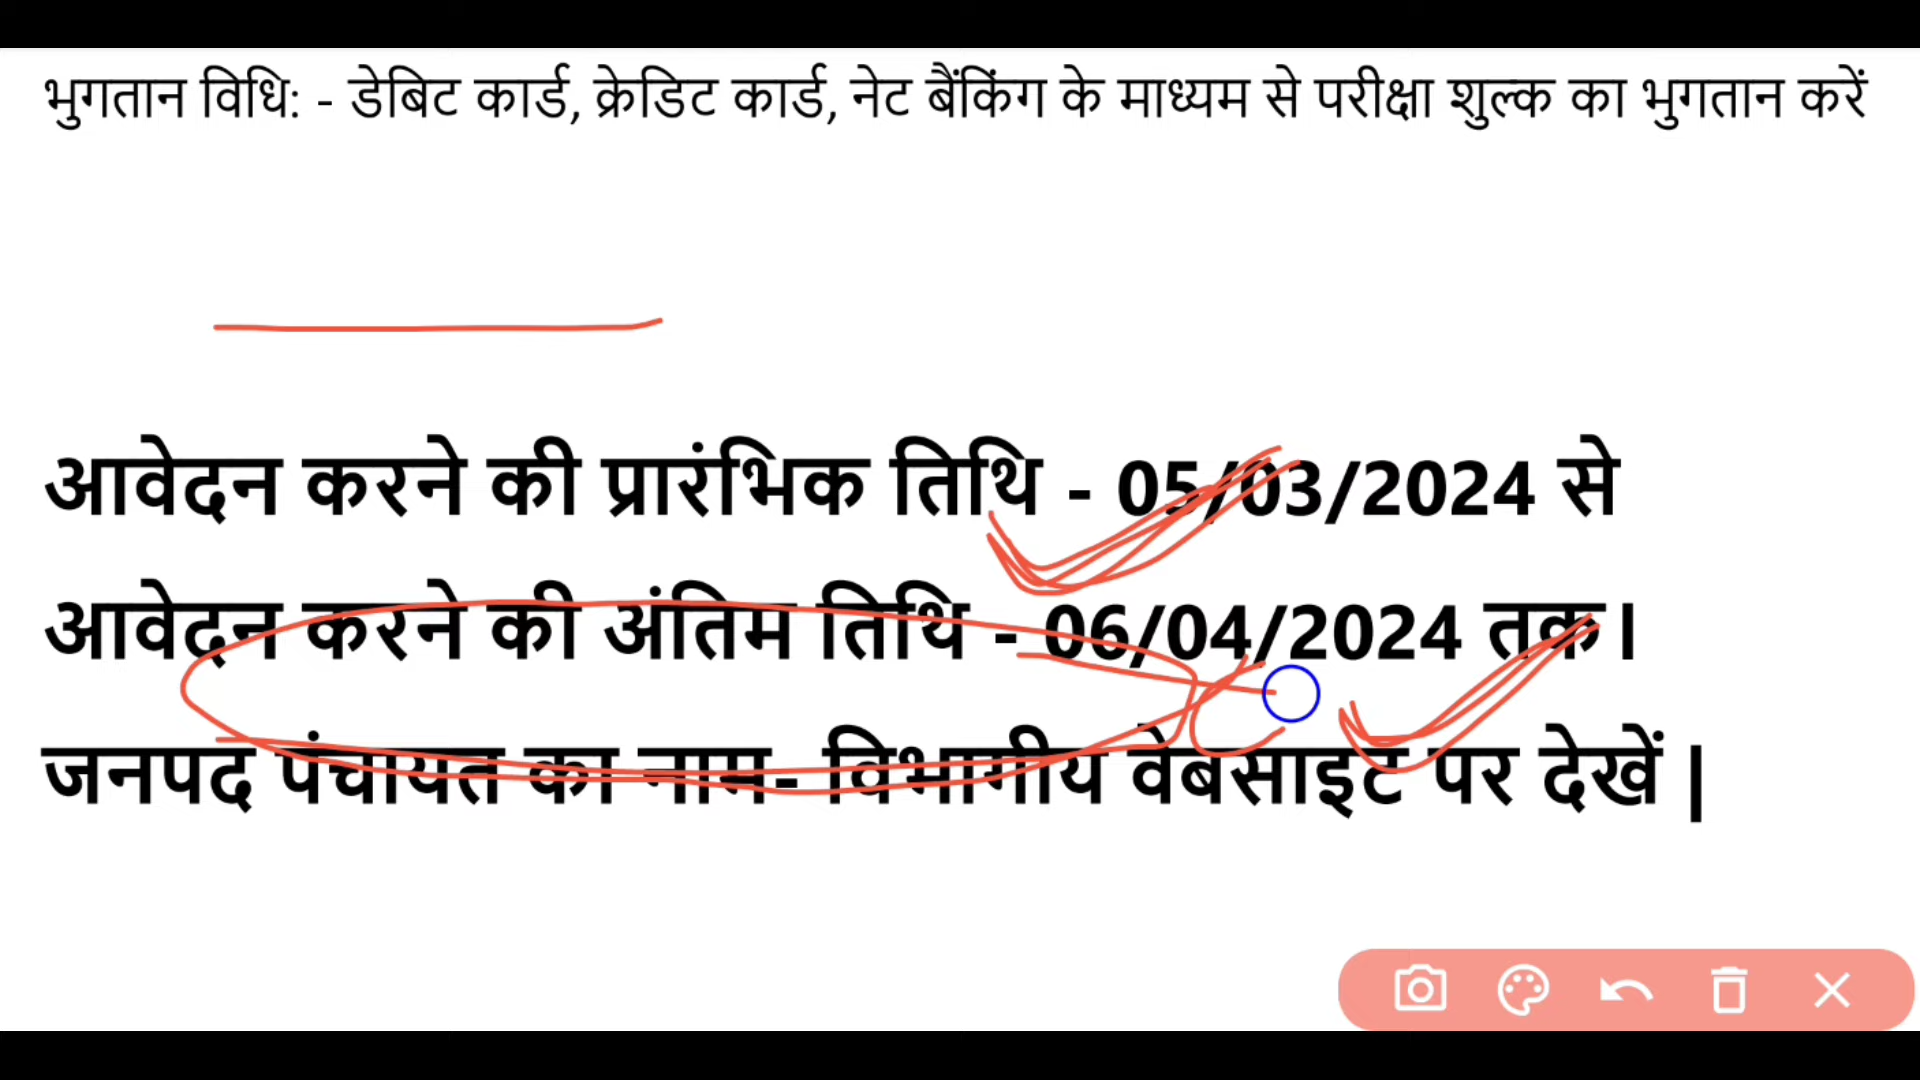 भुगतान विधि: - डेबिट कार्ड, क्रेडिट कार्ड, नेट बैंकिंग के माध्यम से परीक्षा शुल्क का भुगतान करें
आवेदन करने की प्रारंभिक तिथि - 05/03/2024 से
आवेदन करने की अंतिम तिथि - 06/04/2024 तक।
जनपद पंचायत का नाम- विभागीय वेबसाइट पर देखें |